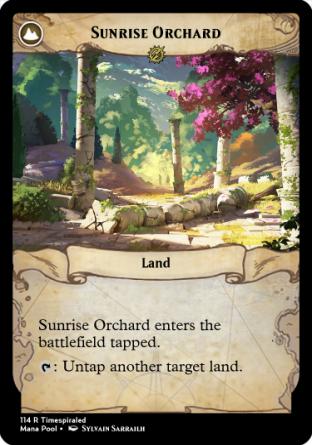 Sunrise Orchard
Land
Sunrise Orchard enters the
battlefield tapped.
: Untap another target land.
114 R Timespiraled
Mana Pool • Sylvain Sarrailh